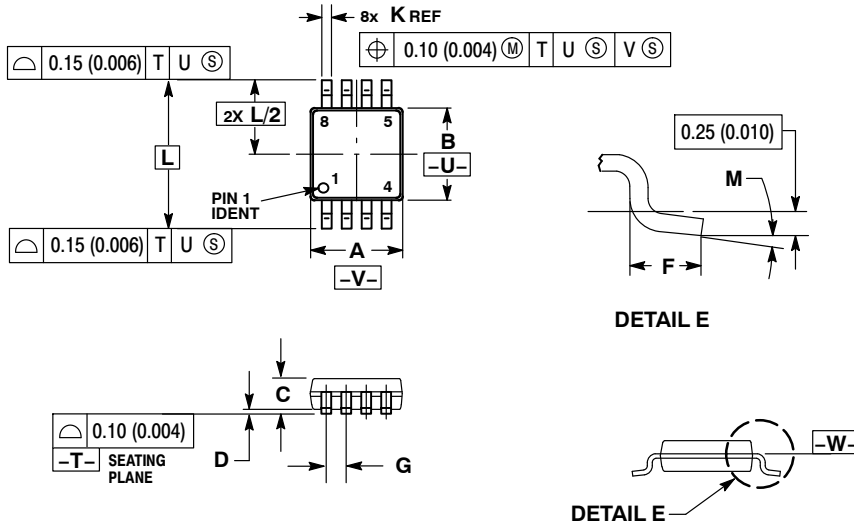 8x K REF
⌖ 0.10 (0.004) Ⓜ T U Ⓢ V Ⓢ
⌓ 0.15 (0.006) T U Ⓢ
2X L/2
8 5
B
–U–
L
1
4
PIN 1
IDENT
⌓ 0.15 (0.006) T U Ⓢ
A
–V–
0.25 (0.010)
M
F
DETAIL E
C
⌓ 0.10 (0.004)
–T– SEATING
PLANE
D
G
–W–
DETAIL E